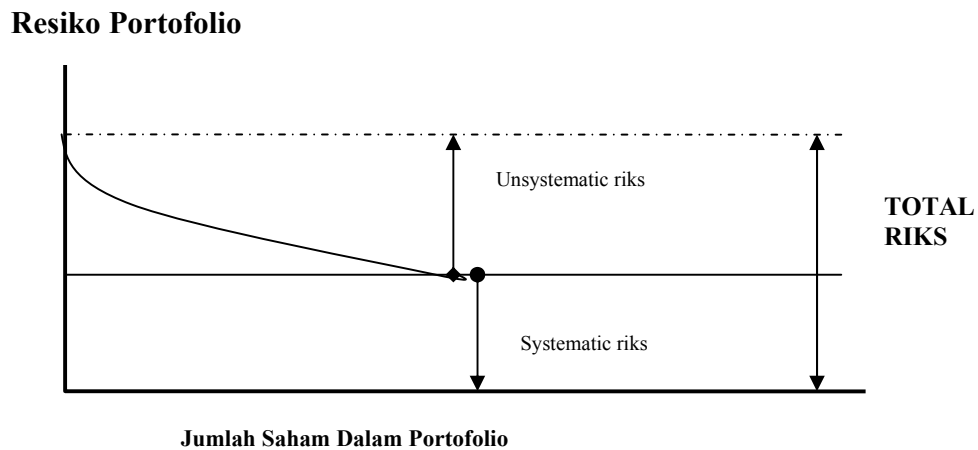 Resiko Portofolio
Unsystematic riks
TOTAL
RIKS
Systematic riks
Jumlah Saham Dalam Portofolio